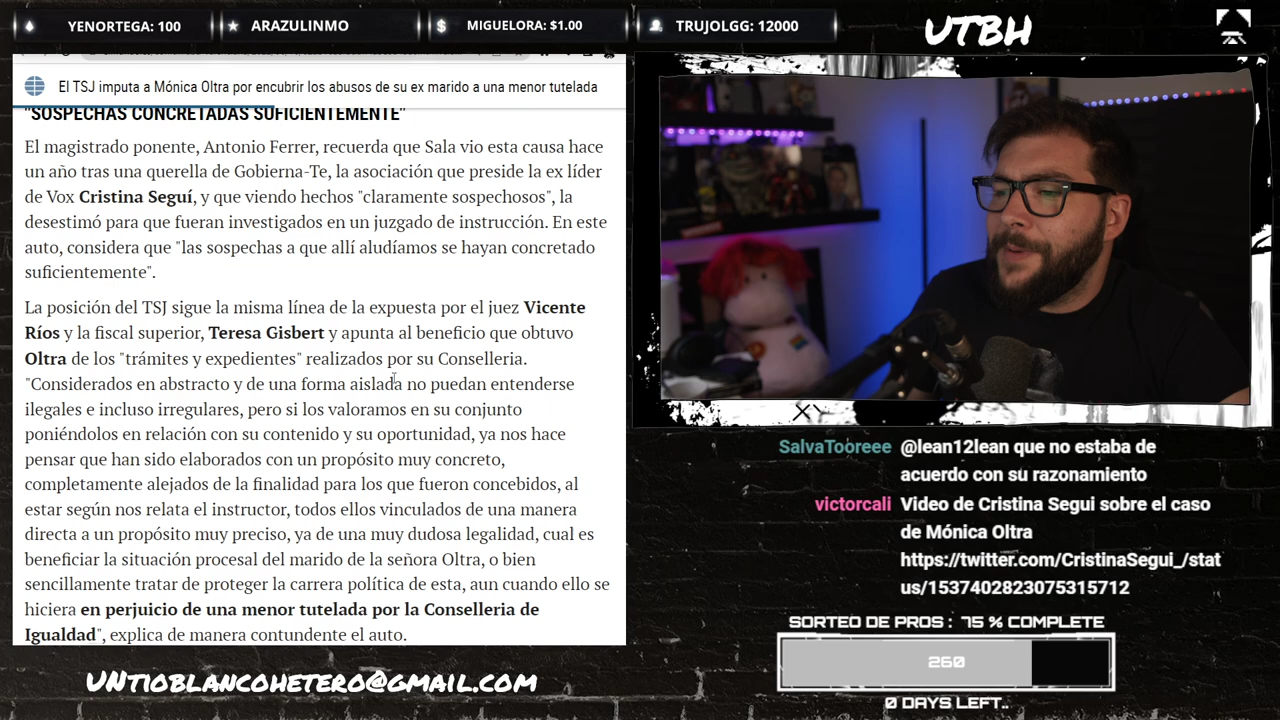 YENORTEGA: 100
ARAZULINMO
MIGUELORA: $1.00
TRUJOLGG: 12000
UTBH
El TSJ imputa a Mónica Oltra por encubrir los abusos de su ex marido a una menor tutelada
"SOSPECHAS CONCRETADAS SUFICIENTEMENTE"
El magistrado ponente, Antonio Ferrer, recuerda que Sala vio esta causa hace
un año tras una querella de Gobierna-Te, la asociación que preside la ex líder
de Vox Cristina Seguí, y que viendo hechos "claramente sospechosos", la
desestimó para que fueran investigados en un juzgado de instrucción. En este
auto, considera que "las sospechas a que allí aludíamos se hayan concretado
suficientemente".
La posición del TSJ sigue la misma línea de la expuesta por el juez Vicente
Ríos y la fiscal superior, Teresa Gisbert y apunta al beneficio que obtuvo
Oltra de los "trámites y expedientes" realizados por su Conselleria.
"Considerados en abstracto y de una forma aislada no puedan entenderse
ilegales e incluso irregulares, pero si los valoramos en su conjunto
poniéndolos en relación con su contenido y su oportunidad, ya nos hace
pensar que han sido elaborados con un propósito muy concreto,
completamente alejados de la finalidad para los que fueron concebidos, al
estar según nos relata el instructor, todos ellos vinculados de una manera
directa a un propósito muy preciso, ya de una muy dudosa legalidad, cual es
beneficiar la situación procesal del marido de la señora Oltra, o bien
sencillamente tratar de proteger la carrera política de esta, aun cuando ello se
hiciera en perjuicio de una menor tutelada por la Conselleria de
Igualdad", explica de manera contundente el auto.
SalvaTooreee @lean12lean que no estaba de
acuerdo con su razonamiento
victorcali Video de Cristina Segui sobre el caso
de Mónica Oltra
https://twitter.com/CristinaSegui_/stat
us/1537402823075315712
SORTEO DE PROS : 75 % COMPLETE
260
0 DAYS LEFT..
UNTIOBLANCOHETERO@GMAIL.COM